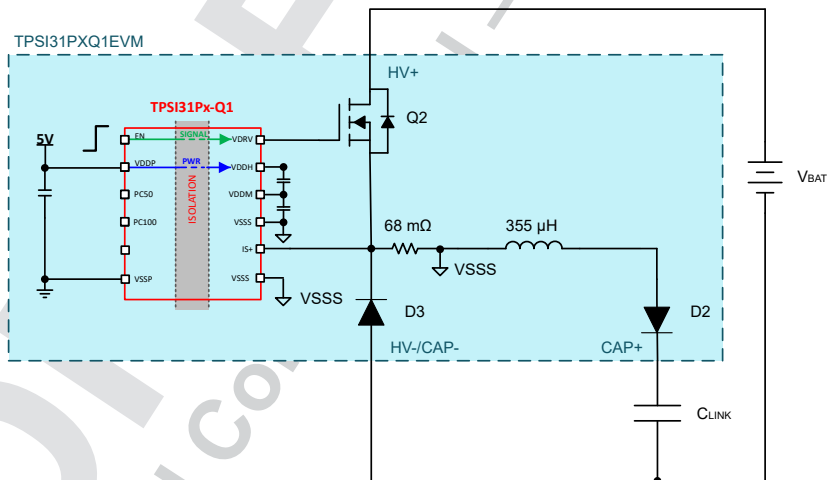 TPSI31PXQ1EVM
HV+
TPSI31Px-Q1
Q2
5V
EN
SIGNAL
VDRV
VDDP
PWR
VDDH
PC50
ISOLATION
VDDM
PC100
VSSS
IS+
VSSP
VSSS
VSSS
68 mΩ
355 µH
VSSS
D3
D2
HV-/CAP-
CAP+
VBAT
CLINK